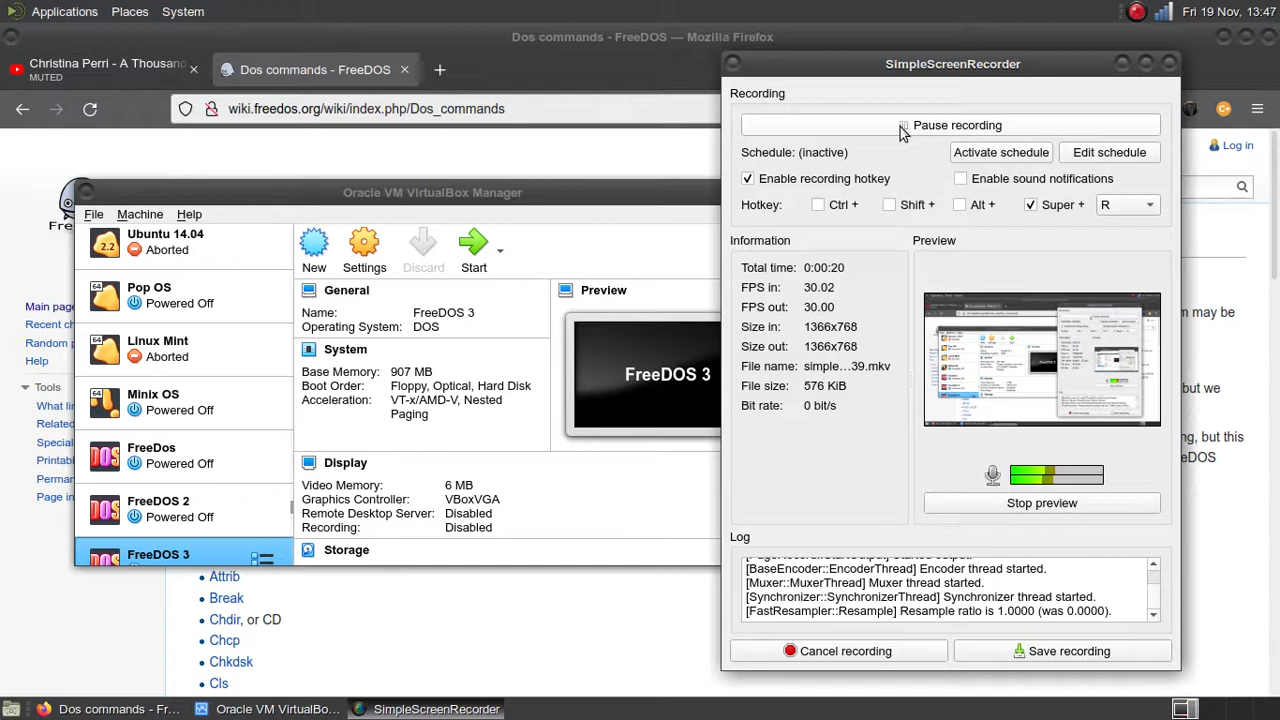 Applications Places System
Fri 19 Nov, 13:47
Dos commands - FreeDOS — Mozilla Firefox
Christina Perri - A Thousand
MUTED
Dos commands - FreeDOS
wiki.freedos.org/wiki/index.php/Dos_commands
Log in
Main page
Recent ch
Random p
Help
Tools
What lin
Related
Special
Printab
Perman
Page in
Attrib
Break
Chdir, or CD
Chcp
Chkdsk
Cls
m may be
but we
ng, but this
eDOS
Oracle VM VirtualBox Manager
File Machine Help
Ubuntu 14.04
Aborted
Pop OS
Powered Off
Linux Mint
Aborted
Minix OS
Powered Off
FreeDos
Powered Off
FreeDOS 2
Powered Off
FreeDOS 3
2.2
64
64
64
DOS
DOS
DOS
New Settings Discard Start
General
Name: FreeDOS 3
Operating System: DOS
System
Base Memory: 907 MB
Boot Order: Floppy, Optical, Hard Disk
Acceleration: VT-x/AMD-V, Nested
Paging
Display
Video Memory: 6 MB
Graphics Controller: VBoxVGA
Remote Desktop Server: Disabled
Recording: Disabled
Storage
Preview
FreeDOS 3
SimpleScreenRecorder
Recording
Pause recording
Schedule: (inactive) Activate schedule Edit schedule
Enable recording hotkey Enable sound notifications
Hotkey: Ctrl + Shift + Alt + Super + R
Information
Total time: 0:00:20
FPS in: 30.02
FPS out: 30.00
Size in: 1366x768
Size out: 1366x768
File name: simple...39.mkv
File size: 576 KiB
Bit rate: 0 bit/s
Preview
Stop preview
Log
[BaseEncoder::EncoderThread] Encoder thread started.
[Muxer::MuxerThread] Muxer thread started.
[Synchronizer::SynchronizerThread] Synchronizer thread started.
[FastResampler::Resample] Resample ratio is 1.0000 (was 0.0000).
Cancel recording Save recording
Dos commands - Fr...
Oracle VM VirtualBo...
SimpleScreenRecorder